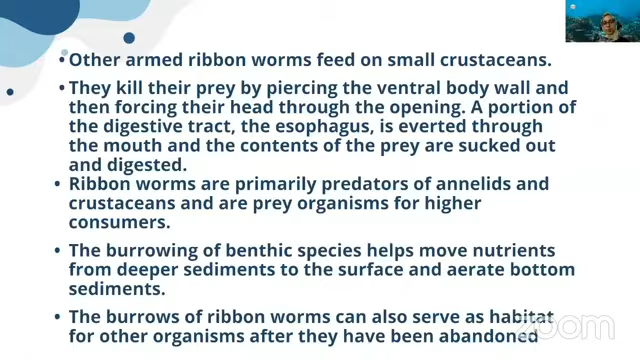 • Other armed ribbon worms feed on small crustaceans.
• They kill their prey by piercing the ventral body wall and
then forcing their head through the opening. A portion of
the digestive tract, the esophagus, is everted through
the mouth and the contents of the prey are sucked out
and digested.
• Ribbon worms are primarily predators of annelids and
crustaceans and are prey organisms for higher
consumers.
• The burrowing of benthic species helps move nutrients
from deeper sediments to the surface and aerate bottom
sediments.
• The burrows of ribbon worms can also serve as habitat
for other organisms after they have been abandoned
zoom